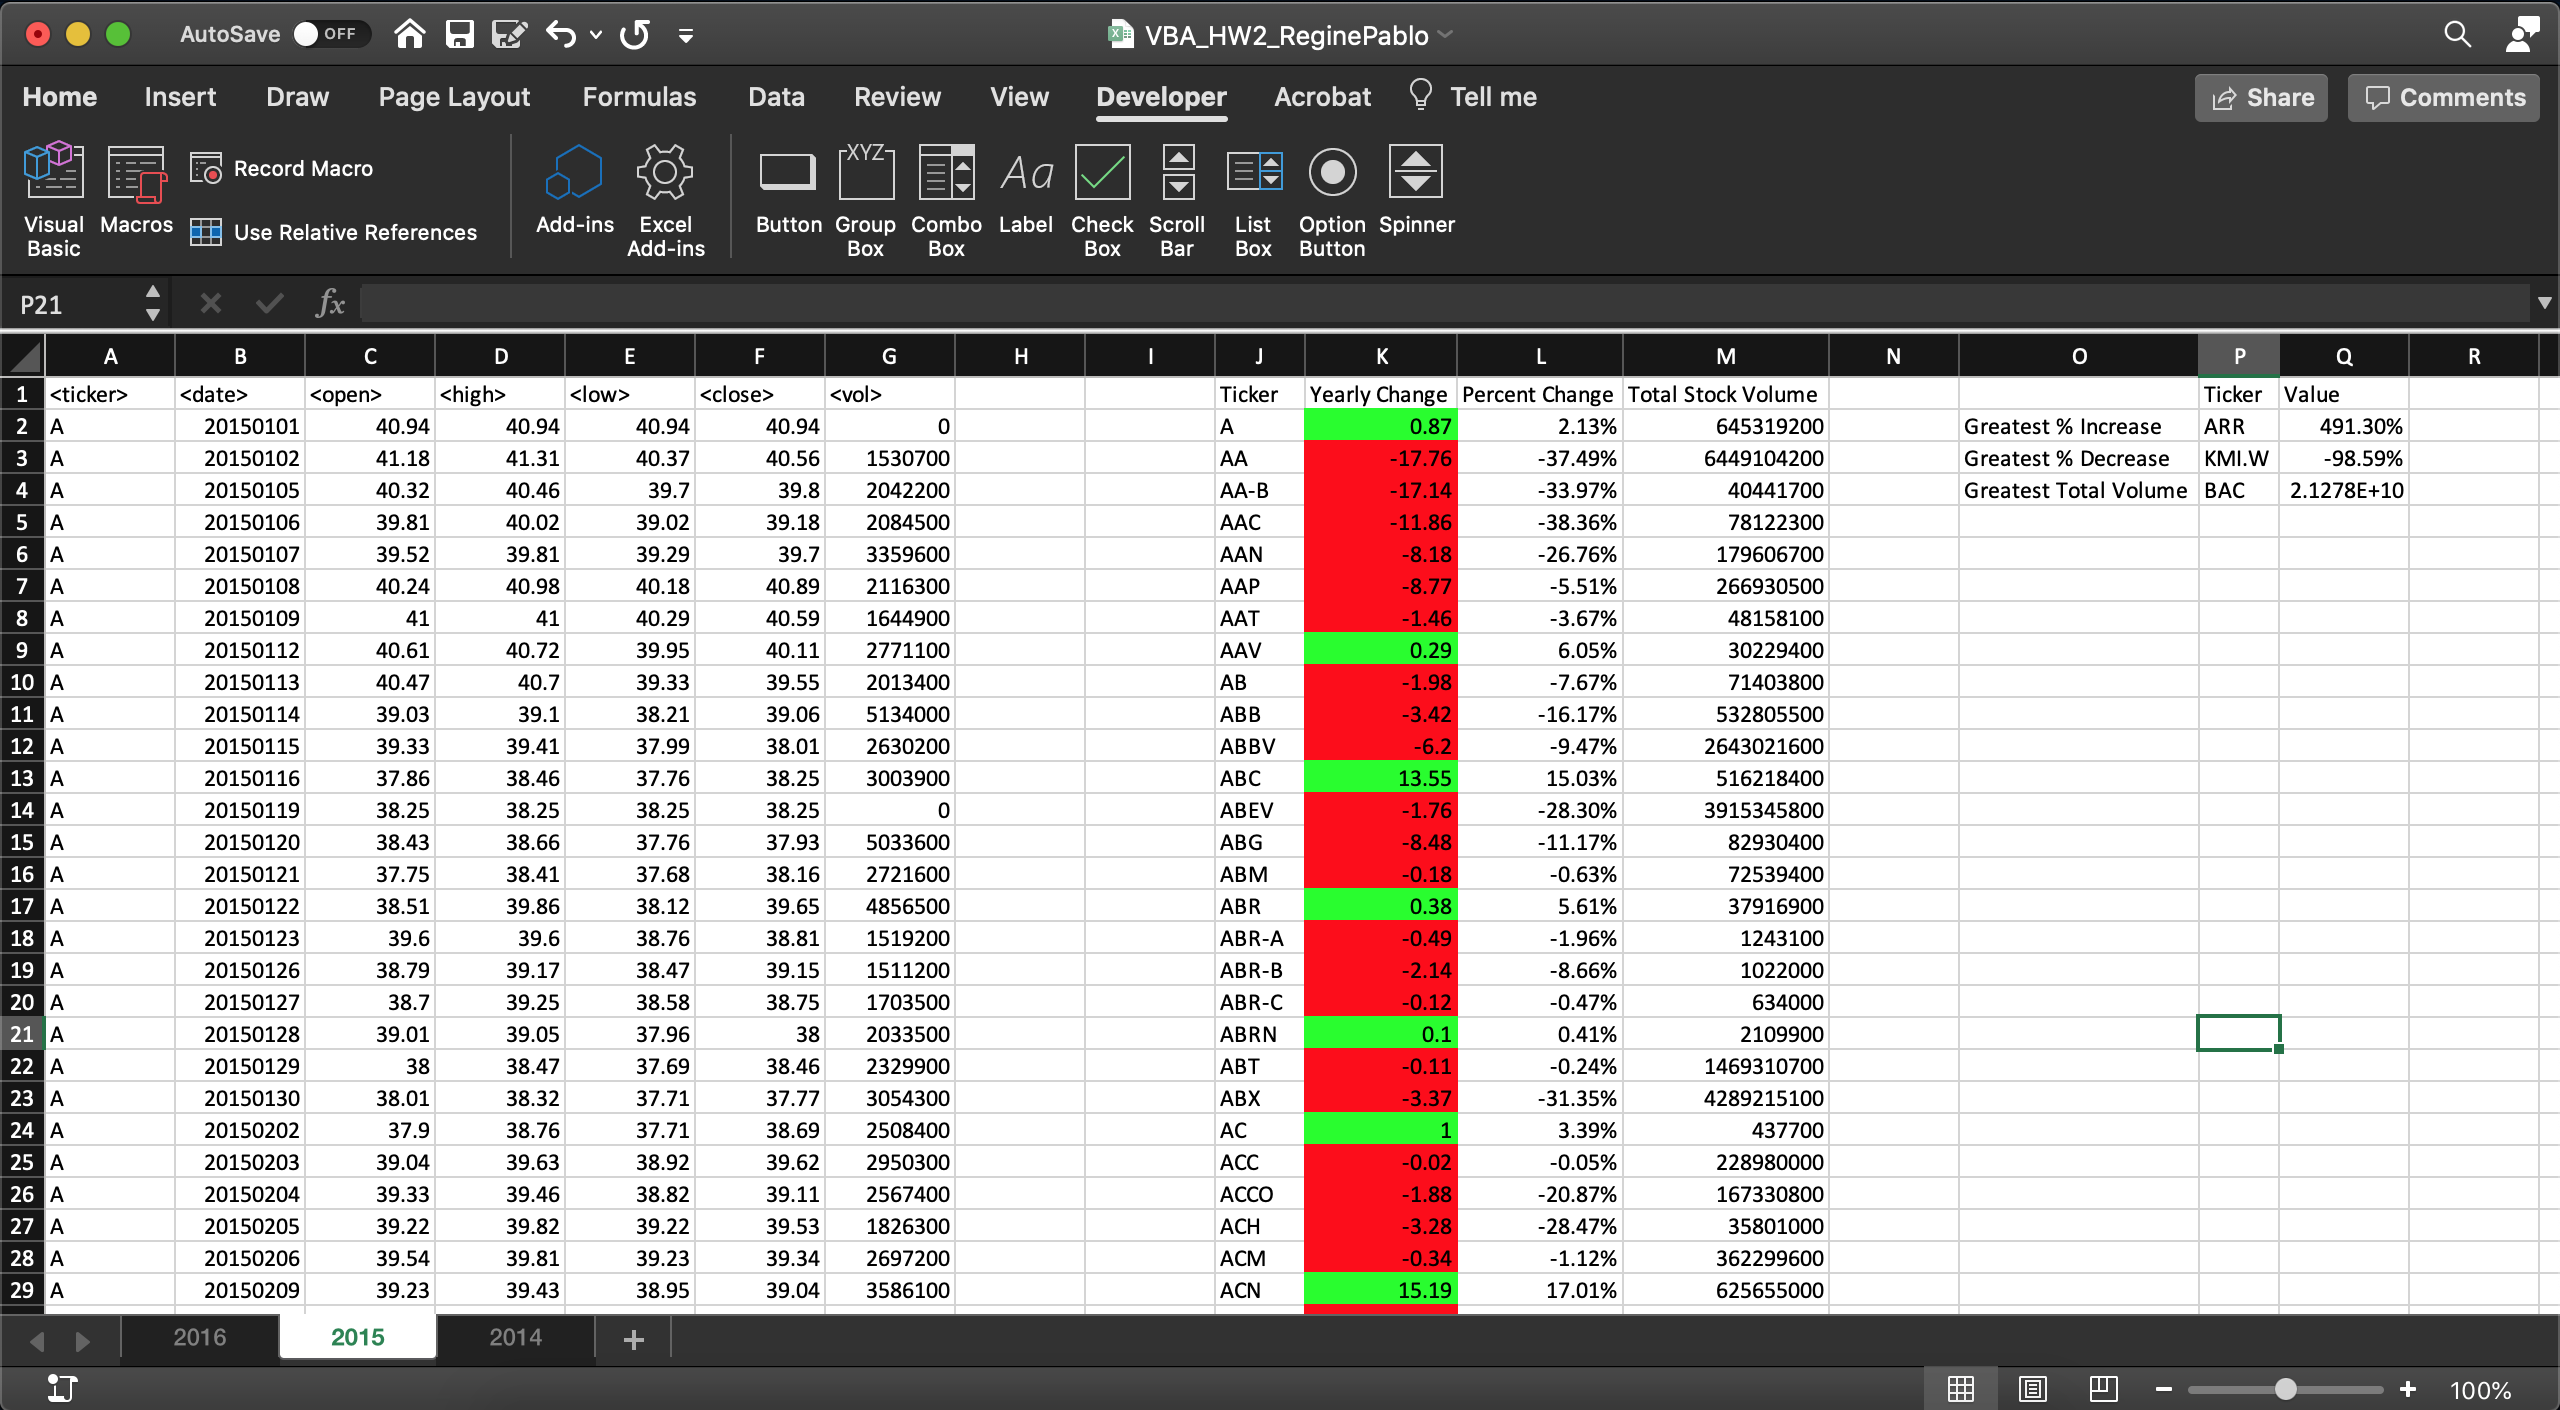 AutoSave OFF VBA_HW2_ReginePablo
Home Insert Draw Page Layout Formulas Data Review View Developer Acrobat Tell me Share Comments
Visual Basic Macros Record Macro Use Relative References Add-ins Excel Add-ins Button XYZ Group Box Combo Box Aa Label Check Box Scroll Bar List Box Option Button Spinner
P21 fx
A B C D E F G H I J K L M N O P Q R
1 <ticker> <date> <open> <high> <low> <close> <vol> Ticker Yearly Change Percent Change Total Stock Volume Ticker Value
2 A 20150101 40.94 40.94 40.94 40.94 0 A 0.87 2.13% 645319200 Greatest % Increase ARR 491.30%
3 A 20150102 41.18 41.31 40.37 40.56 1530700 AA -17.76 -37.49% 6449104200 Greatest % Decrease KMI.W -98.59%
4 A 20150105 40.32 40.46 39.7 39.8 2042200 AA-B -17.14 -33.97% 40441700 Greatest Total Volume BAC 2.1278E+10
5 A 20150106 39.81 40.02 39.02 39.18 2084500 AAC -11.86 -38.36% 78122300
6 A 20150107 39.52 39.81 39.29 39.7 3359600 AAN -8.18 -26.76% 179606700
7 A 20150108 40.24 40.98 40.18 40.89 2116300 AAP -8.77 -5.51% 266930500
8 A 20150109 41 41 40.29 40.59 1644900 AAT -1.46 -3.67% 48158100
9 A 20150112 40.61 40.72 39.95 40.11 2771100 AAV 0.29 6.05% 30229400
10 A 20150113 40.47 40.7 39.33 39.55 2013400 AB -1.98 -7.67% 71403800
11 A 20150114 39.03 39.1 38.21 39.06 5134000 ABB -3.42 -16.17% 532805500
12 A 20150115 39.33 39.41 37.99 38.01 2630200 ABBV -6.2 -9.47% 2643021600
13 A 20150116 37.86 38.46 37.76 38.25 3003900 ABC 13.55 15.03% 516218400
14 A 20150119 38.25 38.25 38.25 38.25 0 ABEV -1.76 -28.30% 3915345800
15 A 20150120 38.43 38.66 37.76 37.93 5033600 ABG -8.48 -11.17% 82930400
16 A 20150121 37.75 38.41 37.68 38.16 2721600 ABM -0.18 -0.63% 72539400
17 A 20150122 38.51 39.86 38.12 39.65 4856500 ABR 0.38 5.61% 37916900
18 A 20150123 39.6 39.6 38.76 38.81 1519200 ABR-A -0.49 -1.96% 1243100
19 A 20150126 38.79 39.17 38.47 39.15 1511200 ABR-B -2.14 -8.66% 1022000
20 A 20150127 38.7 39.25 38.58 38.75 1703500 ABR-C -0.12 -0.47% 634000
21 A 20150128 39.01 39.05 37.96 38 2033500 ABRN 0.1 0.41% 2109900
22 A 20150129 38 38.47 37.69 38.46 2329900 ABT -0.11 -0.24% 1469310700
23 A 20150130 38.01 38.32 37.71 37.77 3054300 ABX -3.37 -31.35% 4289215100
24 A 20150202 37.9 38.76 37.71 38.69 2508400 AC 1 3.39% 437700
25 A 20150203 39.04 39.63 38.92 39.62 2950300 ACC -0.02 -0.05% 228980000
26 A 20150204 39.33 39.46 38.82 39.11 2567400 ACCO -1.88 -20.87% 167330800
27 A 20150205 39.22 39.82 39.22 39.53 1826300 ACH -3.28 -28.47% 35801000
28 A 20150206 39.54 39.81 39.23 39.34 2697200 ACM -0.34 -1.12% 362299600
29 A 20150209 39.23 39.43 38.95 39.04 3586100 ACN 15.19 17.01% 625655000
2016 2015 2014 +
100%